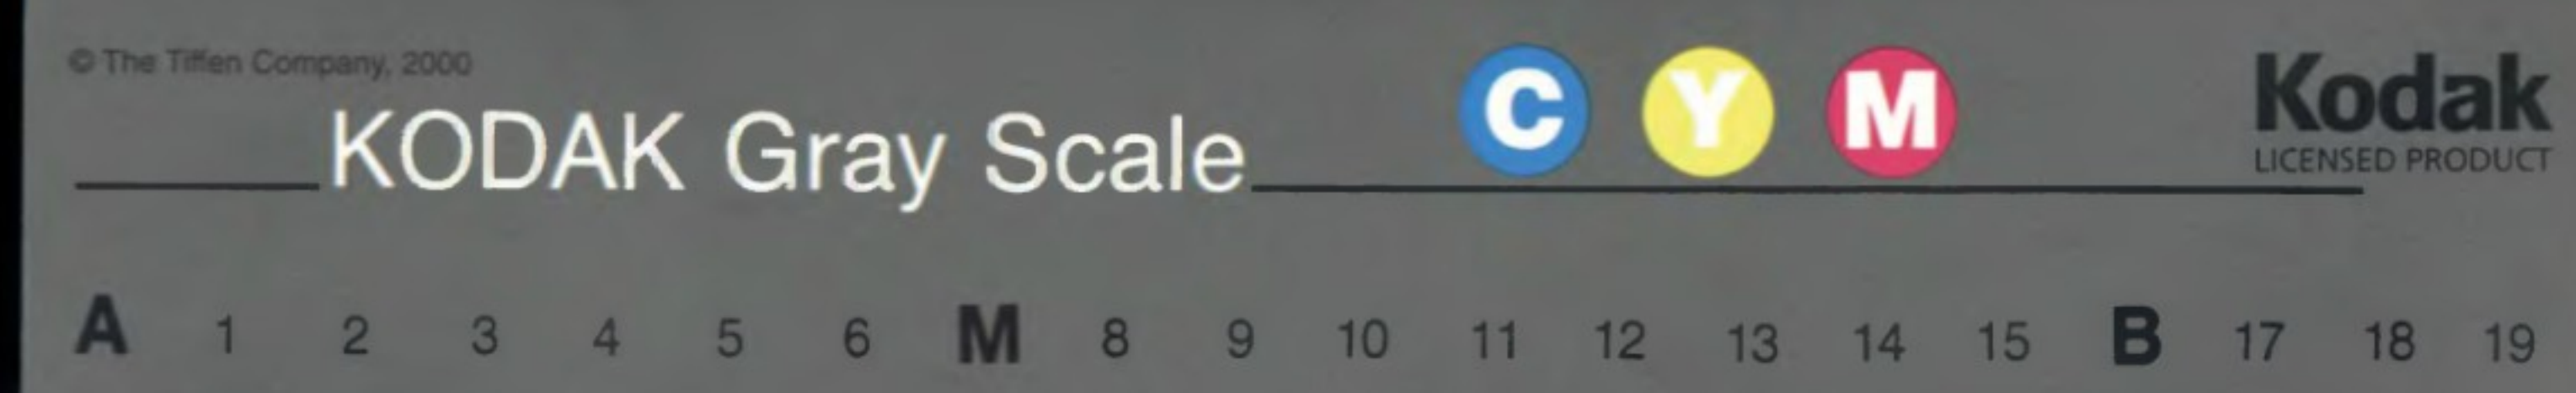 © The Tiffen Company, 2000
KODAK Gray Scale
C Y M
Kodak
LICENSED PRODUCT
A 1 2 3 4 5 6 M 8 9 10 11 12 13 14 15 B 17 18 19